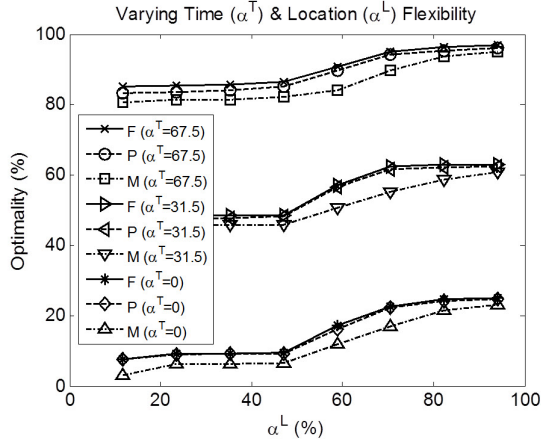 Varying Time (α^T) & Location (α^L) Flexibility
Optimality (%)
100
80
60
40
20
0
F (α^T=67.5)
P (α^T=67.5)
M (α^T=67.5)
F (α^T=31.5)
P (α^T=31.5)
M (α^T=31.5)
F (α^T=0)
P (α^T=0)
M (α^T=0)
0 20 40 60 80 100
α^L (%)